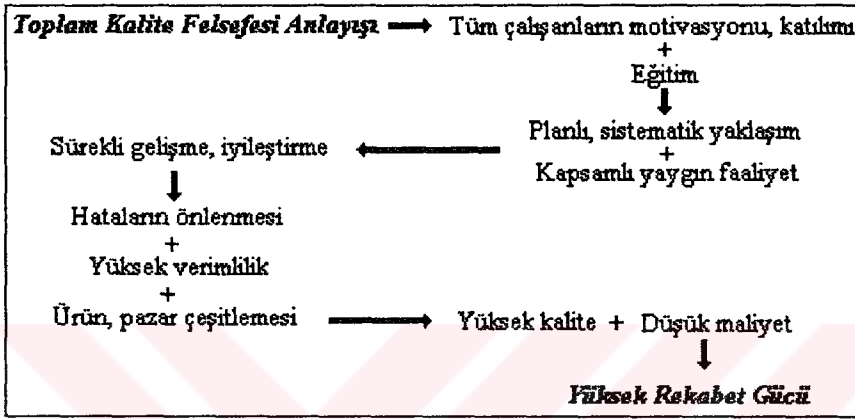 Toplam Kalite Felsefesi Anlayışı → Tüm çalışanların motivasyonu, katılımı
+
Eğitim
Planlı, sistematik yaklaşım
+
Kapsamlı yaygın faaliyet
Sürekli gelişme, iyileştirme
Hataların önlenmesi
+
Yüksek verimlilik
+
Ürün, pazar çeşitlemesi
Yüksek kalite + Düşük maliyet
Yüksek Rekabet Gücü